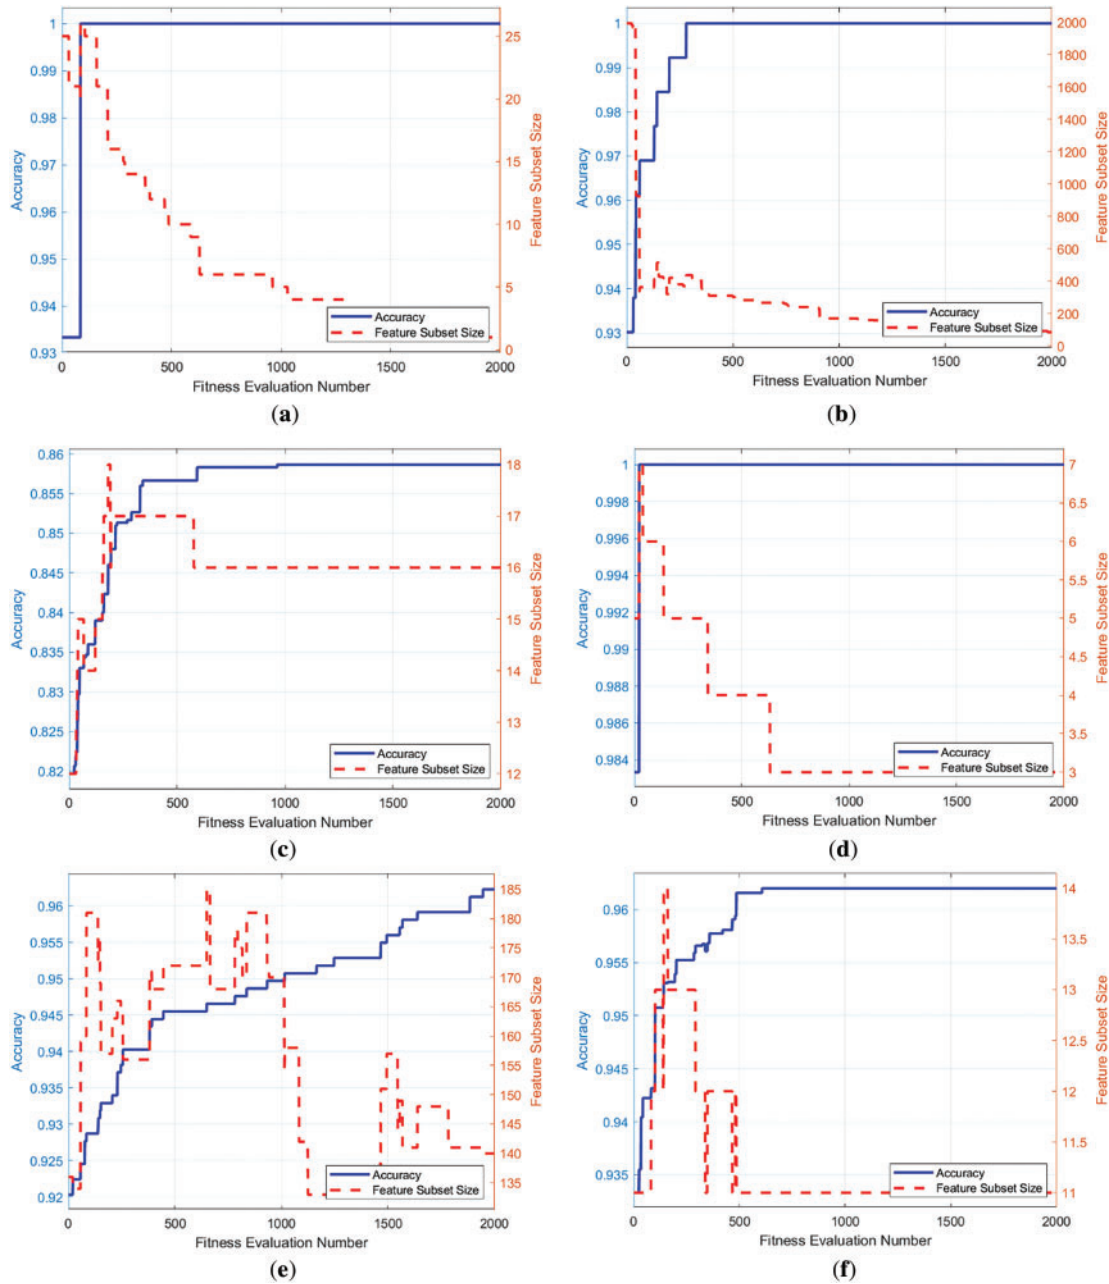 1
0.99
0.98
0.97
0.96
0.95
0.94
0.93
Accuracy
25
20
15
10
5
0
Feature Subset Size
Accuracy
Feature Subset Size
0 500 1000 1500 2000
Fitness Evaluation Number
(a)
1
0.99
0.98
0.97
0.96
0.95
0.94
0.93
Accuracy
2000
1800
1600
1400
1200
1000
800
600
400
200
0
Feature Subset Size
Accuracy
Feature Subset Size
0 500 1000 1500 2000
Fitness Evaluation Number
(b)
0.86
0.855
0.85
0.845
0.84
0.835
0.83
0.825
0.82
Accuracy
18
17
16
15
14
13
12
Feature Subset Size
Accuracy
Feature Subset Size
0 500 1000 1500 2000
Fitness Evaluation Number
(c)
1
0.998
0.996
0.994
0.992
0.99
0.988
0.986
0.984
Accuracy
7
6.5
6
5.5
5
4.5
4
3.5
3
Feature Subset Size
Accuracy
Feature Subset Size
0 500 1000 1500 2000
Fitness Evaluation Number
(d)
0.96
0.955
0.95
0.945
0.94
0.935
0.93
0.925
0.92
Accuracy
185
180
175
170
165
160
155
150
145
140
135
Feature Subset Size
Accuracy
Feature Subset Size
0 500 1000 1500 2000
Fitness Evaluation Number
(e)
0.96
0.955
0.95
0.945
0.94
0.935
Accuracy
14
13.5
13
12.5
12
11.5
11
Feature Subset Size
Accuracy
Feature Subset Size
0 500 1000 1500 2000
Fitness Evaluation Number
(f)